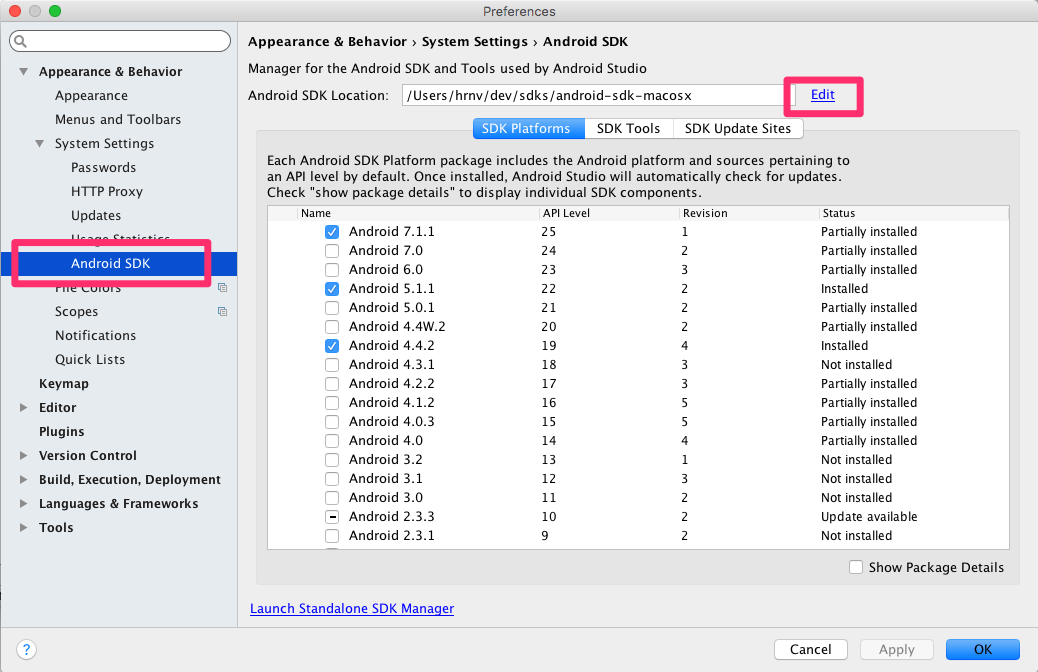 Preferences
Appearance & Behavior › System Settings › Android SDK
Manager for the Android SDK and Tools used by Android Studio
Android SDK Location: /Users/hrnv/dev/sdks/android-sdk-macosx Edit
Appearance & Behavior
Appearance
Menus and Toolbars
System Settings
Passwords
HTTP Proxy
Updates
Usage Statistics
Android SDK
File Colors
Scopes
Notifications
Quick Lists
Keymap
Editor
Plugins
Version Control
Build, Execution, Deployment
Languages & Frameworks
Tools
SDK Platforms SDK Tools SDK Update Sites
Each Android SDK Platform package includes the Android platform and sources pertaining to
an API level by default. Once installed, Android Studio will automatically check for updates.
Check "show package details" to display individual SDK components.
Name API Level Revision Status
Android 7.1.1 25 1 Partially installed
Android 7.0 24 2 Partially installed
Android 6.0 23 3 Partially installed
Android 5.1.1 22 2 Installed
Android 5.0.1 21 2 Partially installed
Android 4.4W.2 20 2 Partially installed
Android 4.4.2 19 4 Installed
Android 4.3.1 18 3 Not installed
Android 4.2.2 17 3 Partially installed
Android 4.1.2 16 5 Partially installed
Android 4.0.3 15 5 Partially installed
Android 4.0 14 4 Partially installed
Android 3.2 13 1 Not installed
Android 3.1 12 3 Not installed
Android 3.0 11 2 Not installed
Android 2.3.3 10 2 Update available
Android 2.3.1 9 2 Not installed
Show Package Details
Launch Standalone SDK Manager
? Cancel Apply OK